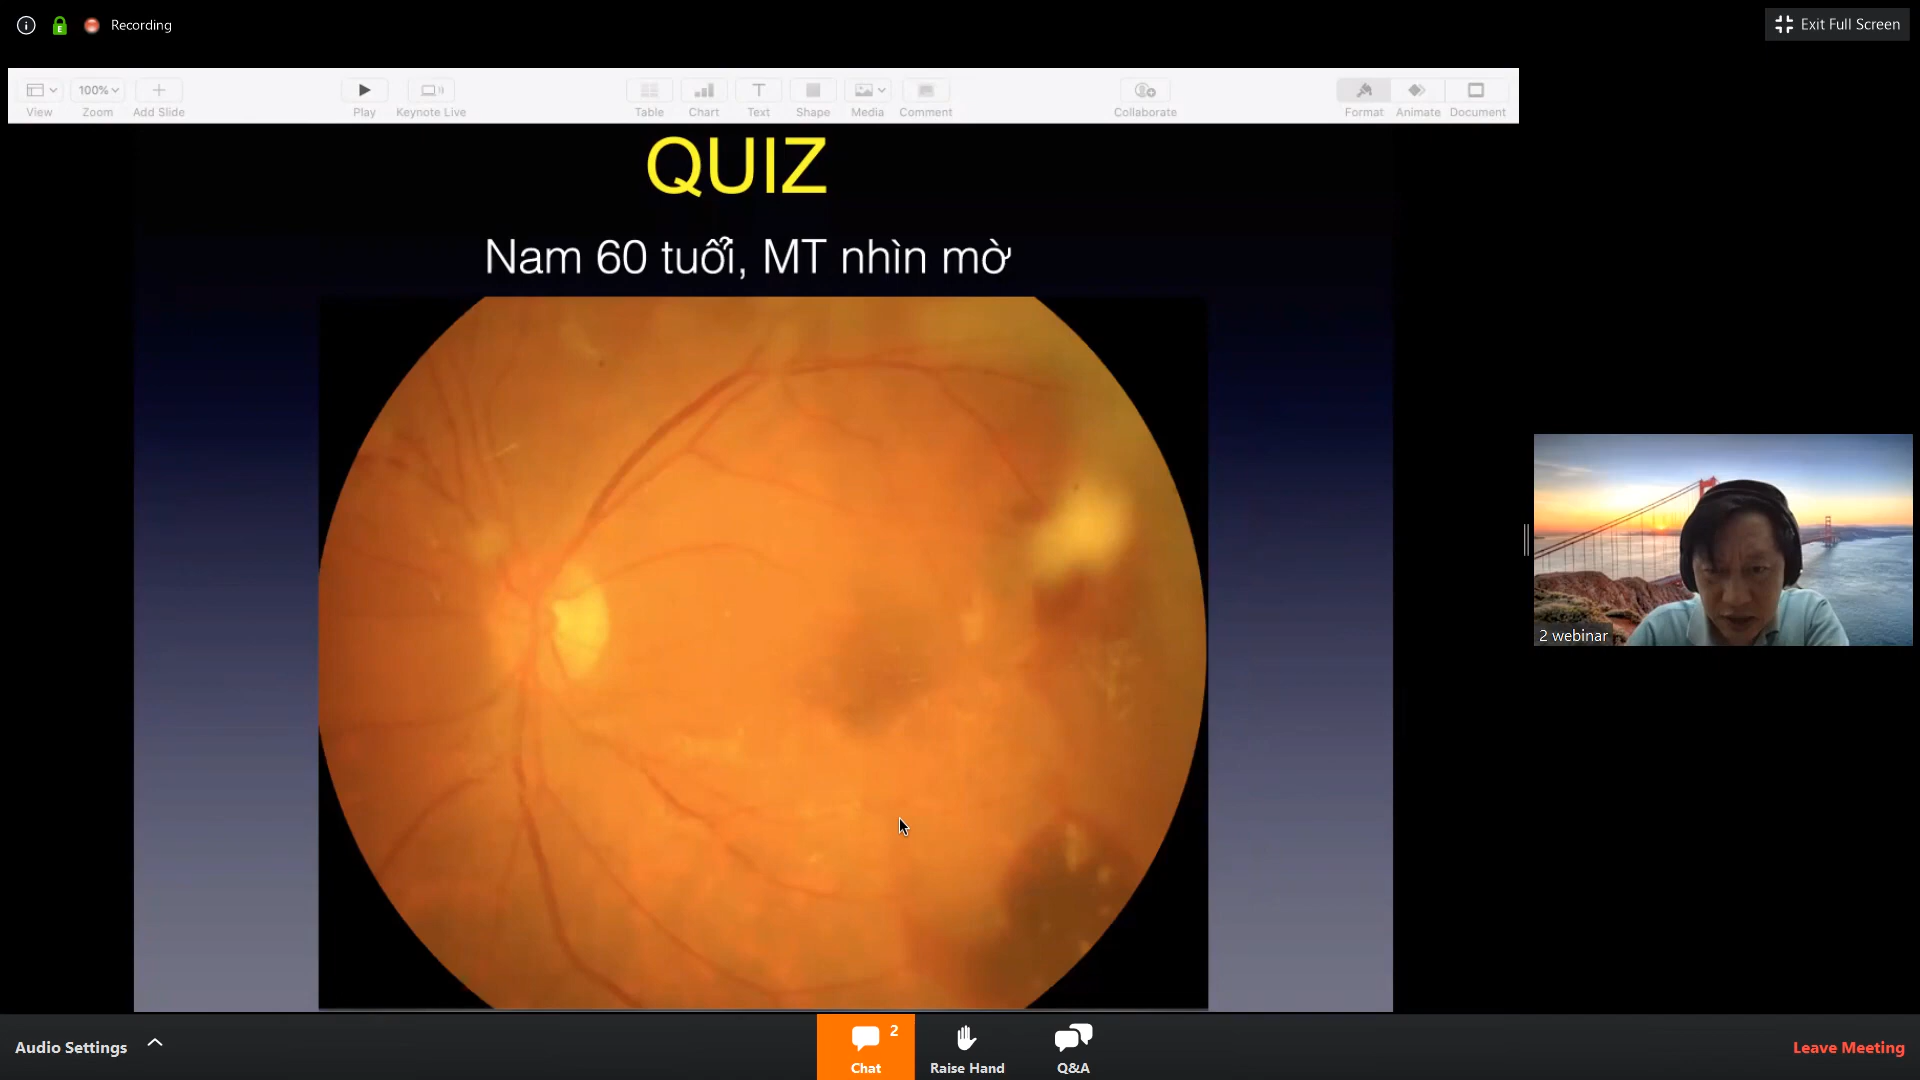 Recording
Exit Full Screen
View
100%
Zoom
Add Slide
Play
Keynote Live
Table
Chart
Text
Shape
Media
Comment
Collaborate
Format
Animate
Document
QUIZ
Nam 60 tuổi, MT nhìn mờ
2 webinar
Audio Settings
2
Chat
Raise Hand
Q&A
Leave Meeting